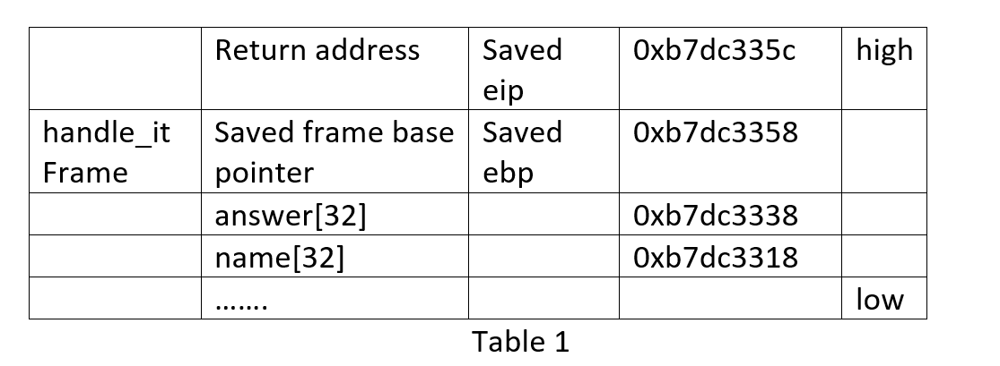 Return address Saved eip 0xb7dc335c high
handle_it Frame Saved frame base pointer Saved ebp 0xb7dc3358
answer[32] 0xb7dc3338
name[32] 0xb7dc3318
……. low
Table 1